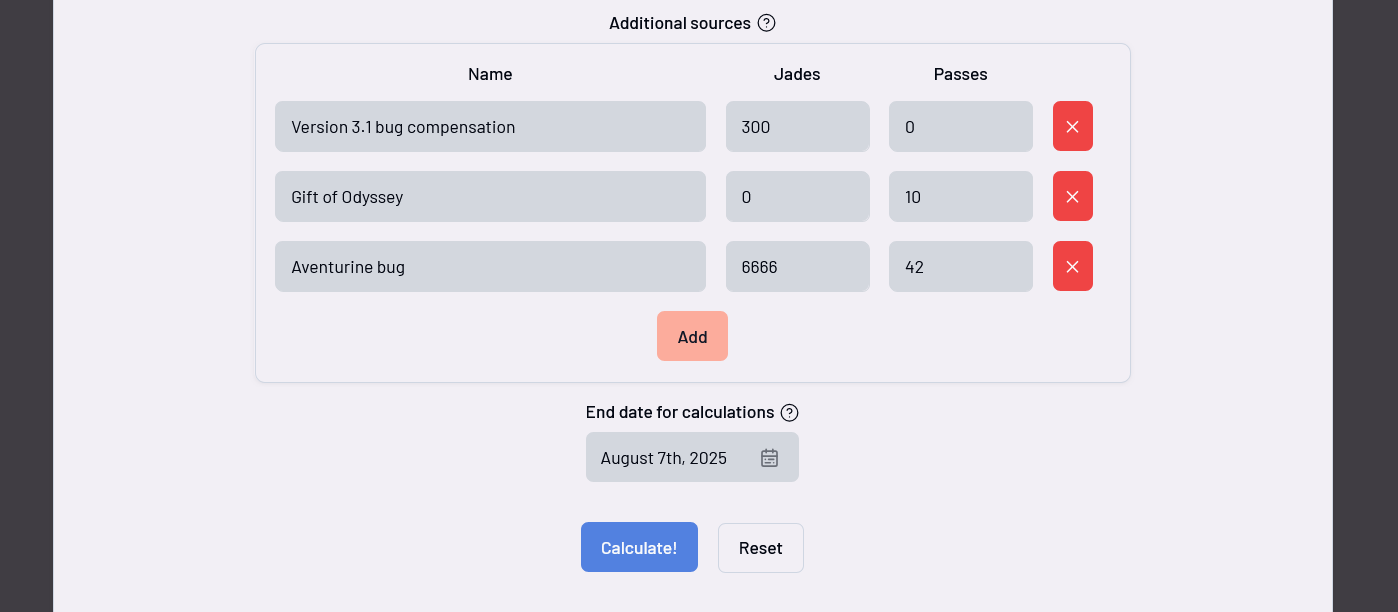 Additional sources
Name Jades Passes
Version 3.1 bug compensation 300 0
Gift of Odyssey 0 10
Aventurine bug 6666 42
Add
End date for calculations
August 7th, 2025
Calculate! Reset